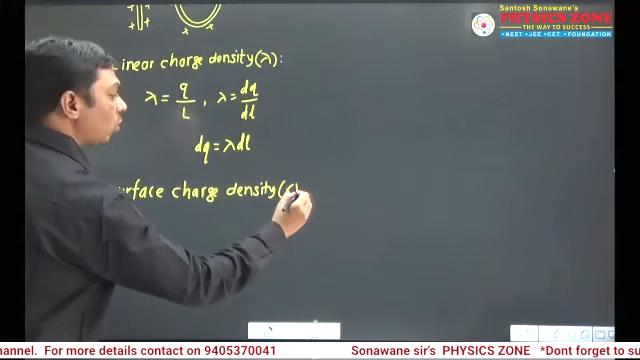 Santosh Sonawane's
PHYSICS ZONE
THE WAY TO SUCCESS
• NEET • JEE • CET • FOUNDATION
Linear charge density (λ):
λ = q/L , λ = dq/dl
dq = λdl
charge density (
hannel. For more details contact on 9405370041 Sonawane sir's PHYSICS ZONE *Dont forget to su